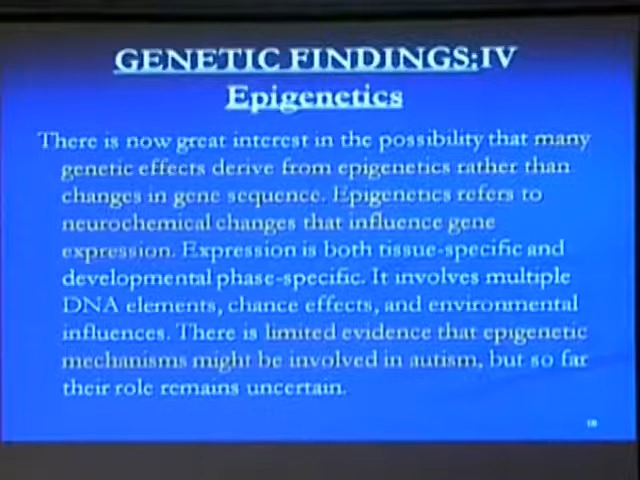 GENETIC FINDINGS:IV
Epigenetics
There is now great interest in the possibility that many
genetic effects derive from epigenetics rather than
changes in gene sequence. Epigenetics refers to
neurochemical changes that influence gene
expression. Expression is both tissue-specific and
developmental phase-specific. It involves multiple
DNA elements, chance effects, and environmental
influences. There is limited evidence that epigenetic
mechanisms might be involved in autism, but so far
their role remains uncertain.
18